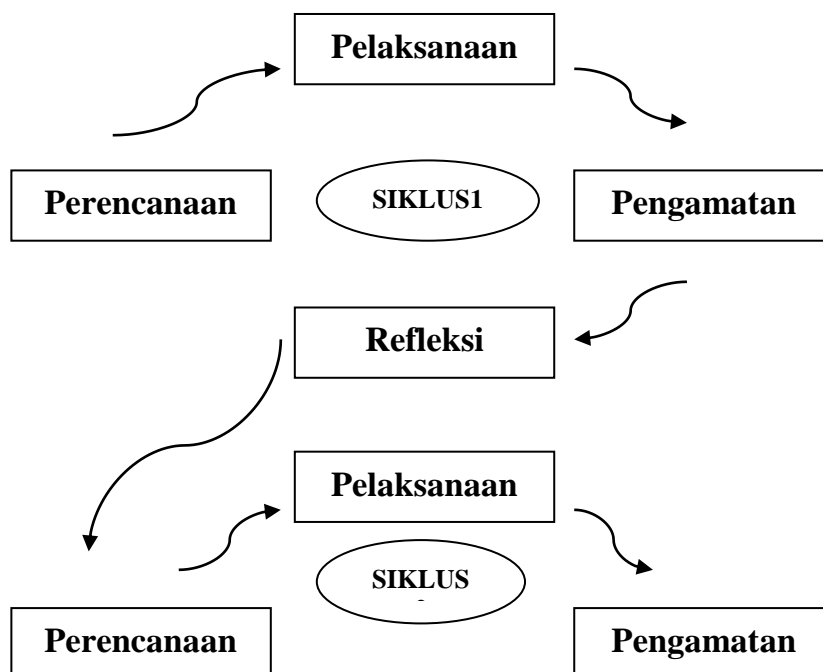 Pelaksanaan
Perencanaan
SIKLUS1
Pengamatan
Refleksi
Pelaksanaan
SIKLUS
Perencanaan
Pengamatan